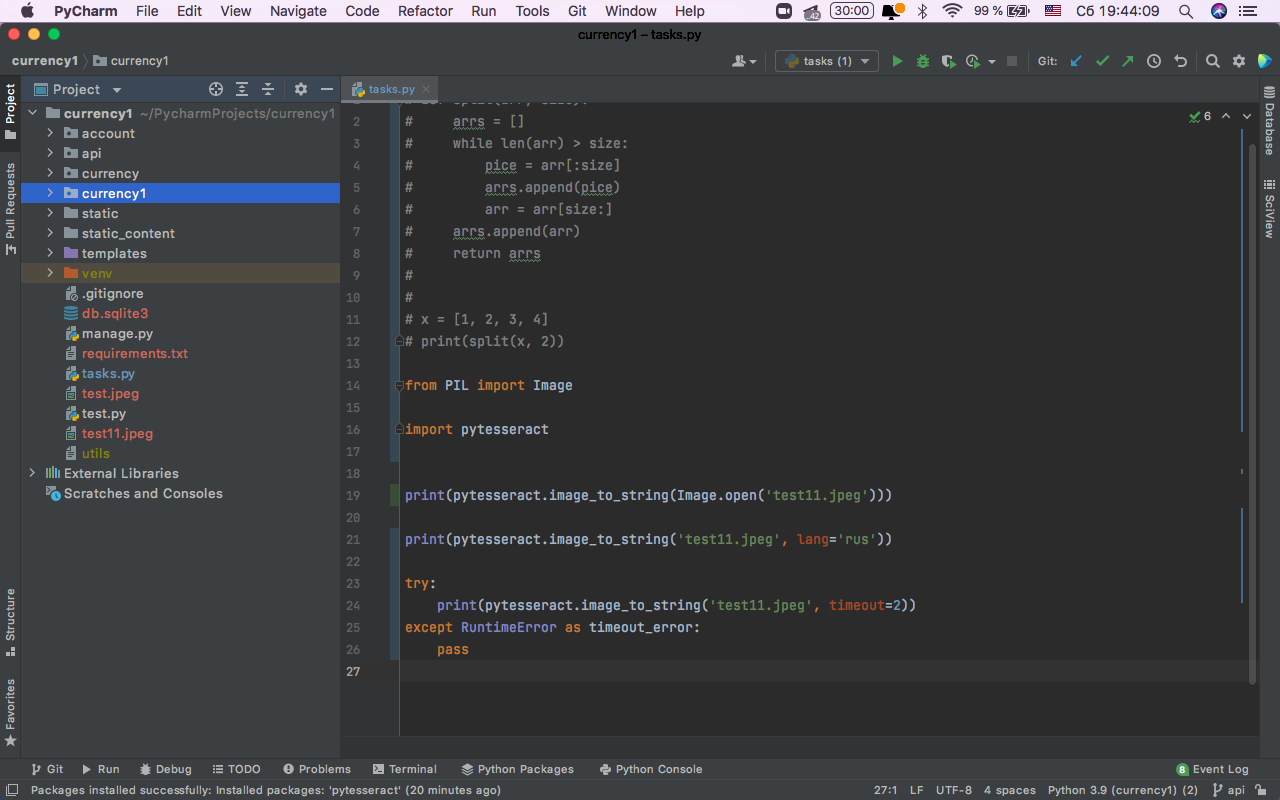 PyCharm File Edit View Navigate Code Refactor Run Tools Git Window Help .42 30:00 99 % Сб 19:44:09
currency1 – tasks.py
currency1 currency1 tasks (1) Git:
Project
tasks.py
currency1 ~/PycharmProjects/currency1
account
api
currency
currency1
static
static_content
templates
venv
.gitignore
db.sqlite3
manage.py
requirements.txt
tasks.py
test.jpeg
test.py
test11.jpeg
utils
External Libraries
Scratches and Consoles
Project
Pull Requests
Structure
Favorites
6
2 # arrs = []
3 # while len(arr) > size:
4 # pice = arr[:size]
5 # arrs.append(pice)
6 # arr = arr[size:]
7 # arrs.append(arr)
8 # return arrs
9 #
10 #
11 # x = [1, 2, 3, 4]
12 # print(split(x, 2))
13
14 from PIL import Image
15
16 import pytesseract
17
18
19 print(pytesseract.image_to_string(Image.open('test11.jpeg')))
20
21 print(pytesseract.image_to_string('test11.jpeg', lang='rus'))
22
23 try:
24 print(pytesseract.image_to_string('test11.jpeg', timeout=2))
25 except RuntimeError as timeout_error:
26 pass
27
Database
SciView
Git Run Debug TODO Problems Terminal Python Packages Python Console 8 Event Log
Packages installed successfully: Installed packages: 'pytesseract' (20 minutes ago) 27:1 LF UTF-8 4 spaces Python 3.9 (currency1) (2) api